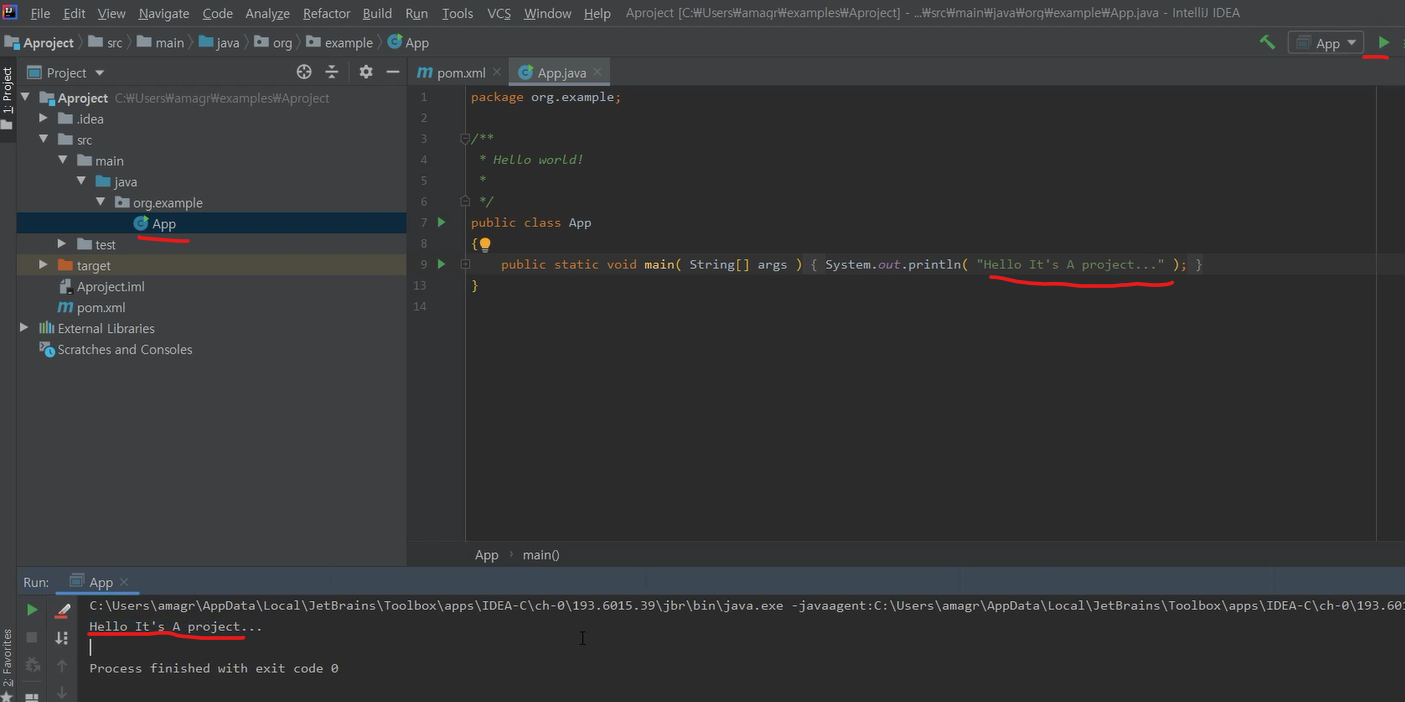 File Edit View Navigate Code Analyze Refactor Build Run Tools VCS Window Help Aproject [C:₩Users₩amagr₩examples₩Aproject] - ...₩src₩main₩java₩org₩example₩App.java - IntelliJ IDEA
Aproject src main java org example App
App
1: Project
Project
Aproject C:₩Users₩amagr₩examples₩Aproject
.idea
src
main
java
org.example
App
test
target
Aproject.iml
pom.xml
External Libraries
Scratches and Consoles
pom.xml App.java
1 package org.example;
2
3 /**
4 * Hello world!
5 *
6 */
7 public class App
8 {
9 public static void main( String[] args ) { System.out.println( "Hello It's A project..." ); }
13 }
14
App › main()
Run: App
C:\Users\amagr\AppData\Local\JetBrains\Toolbox\apps\IDEA-C\ch-0\193.6015.39\jbr\bin\java.exe -javaagent:C:\Users\amagr\AppData\Local\JetBrains\Toolbox\apps\IDEA-C\ch-0\193.601
Hello It's A project...
Process finished with exit code 0
2: Favorites